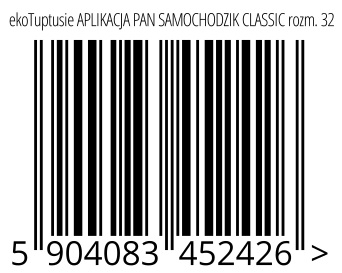 ekoTuptusie APLIKACJA PAN SAMOCHODZIK CLASSIC rozm. 32
5 904083 452426 >